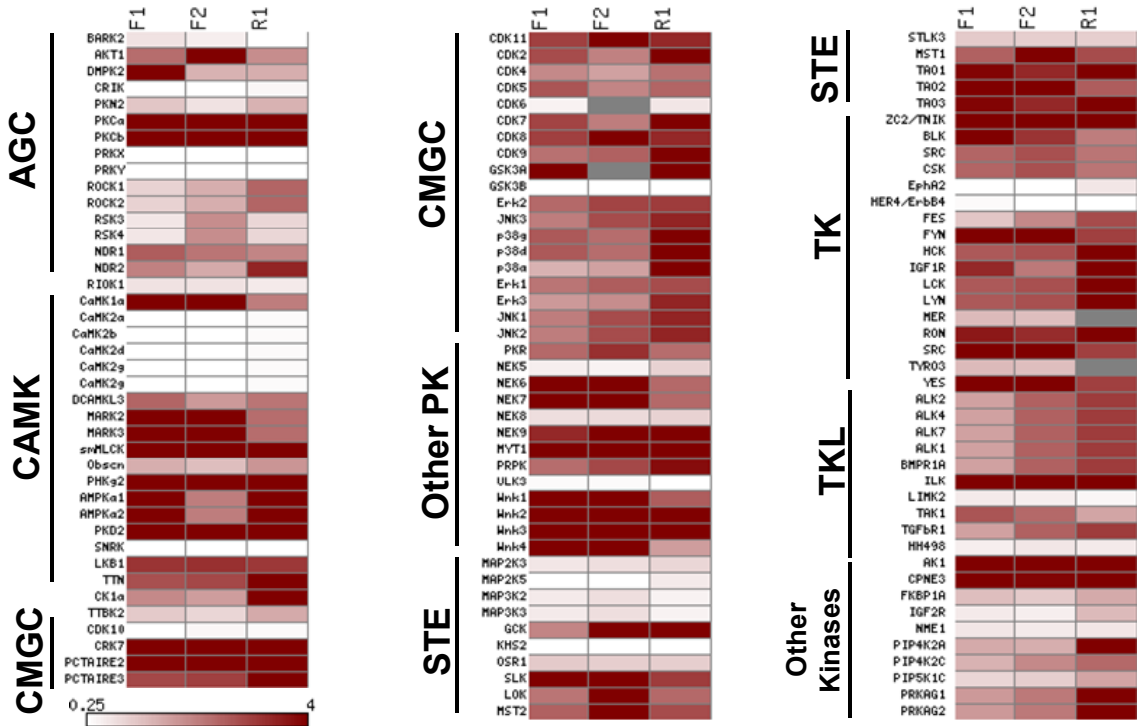 F1 F2 R1
AGC
BARK2
AKT1
DMPK2
CRIK
PKN2
PKCa
PKCb
PRKX
PRKY
ROCK1
ROCK2
RSK3
RSK4
NDR1
NDR2
RIOK1
CAMK
CaMK1a
CaMK2a
CaMK2b
CaMK2d
CaMK2g
CaMK2g
DCAMKL3
MARK2
MARK3
smMLCK
Obscn
PHKg2
AMPKa1
AMPKa2
PKD2
SNRK
LKB1
TTN
CK1a
TTBK2
CMGC
CDK10
CRK7
PCTAIRE2
PCTAIRE3
0.25 4
F1 F2 R1
CMGC
CDK11
CDK2
CDK4
CDK5
CDK6
CDK7
CDK8
CDK9
GSK3A
GSK3B
Erk2
JNK3
p38g
p38d
p38a
Erk1
Erk3
JNK1
JNK2
Other PK
PKR
NEK5
NEK6
NEK7
NEK8
NEK9
MYT1
PRPK
VLK3
Wnk1
Wnk2
Wnk3
Wnk4
STE
MAP2K3
MAP2K5
MAP3K2
MAP3K3
GCK
KHS2
OSR1
SLK
LOK
MST2
F1 F2 R1
STE
STLK3
MST1
TAO1
TAO2
TAO3
ZC2/TNIK
TK
BLK
SRC
CSK
EphA2
HER4/ErbB4
FES
FYN
HCK
IGF1R
LCK
LYN
MER
RON
SRC
TYRO3
YES
TKL
ALK2
ALK4
ALK7
ALK1
BMPR1A
ILK
LIMK2
TAK1
TGFbR1
HH498
Other
Kinases
AK1
CPNE3
FKBP1A
IGF2R
NME1
PIP4K2A
PIP4K2C
PIP5K1C
PRKAG1
PRKAG2